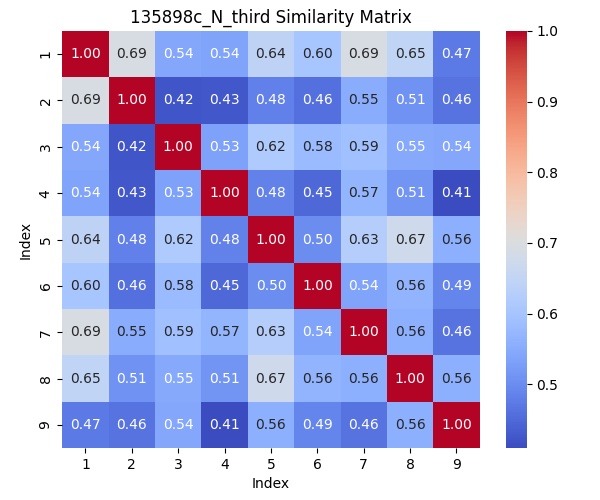 135898c_N_third Similarity Matrix
1 1.00 0.69 0.54 0.54 0.64 0.60 0.69 0.65 0.47
2 0.69 1.00 0.42 0.43 0.48 0.46 0.55 0.51 0.46
3 0.54 0.42 1.00 0.53 0.62 0.58 0.59 0.55 0.54
4 0.54 0.43 0.53 1.00 0.48 0.45 0.57 0.51 0.41
5 0.64 0.48 0.62 0.48 1.00 0.50 0.63 0.67 0.56
6 0.60 0.46 0.58 0.45 0.50 1.00 0.54 0.56 0.49
7 0.69 0.55 0.59 0.57 0.63 0.54 1.00 0.56 0.46
8 0.65 0.51 0.55 0.51 0.67 0.56 0.56 1.00 0.56
9 0.47 0.46 0.54 0.41 0.56 0.49 0.46 0.56 1.00
1 2 3 4 5 6 7 8 9
Index
Index
1.0
0.9
0.8
0.7
0.6
0.5